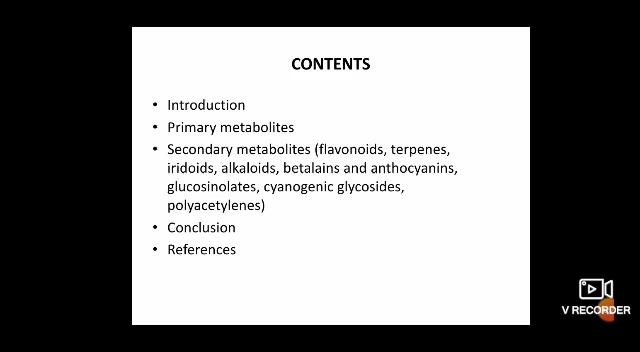 CONTENTS
• Introduction
• Primary metabolites
• Secondary metabolites (flavonoids, terpenes,
iridoids, alkaloids, betalains and anthocyanins,
glucosinolates, cyanogenic glycosides,
polyacetylenes)
• Conclusion
• References
V RECORDER